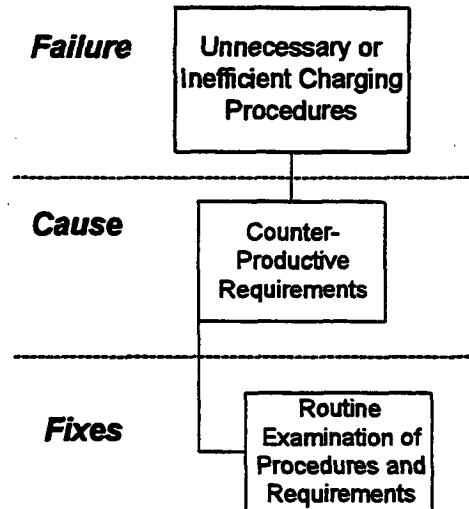 Failure
Unnecessary or
Inefficient Charging
Procedures
Cause
Counter-
Productive
Requirements
Fixes
Routine
Examination of
Procedures and
Requirements